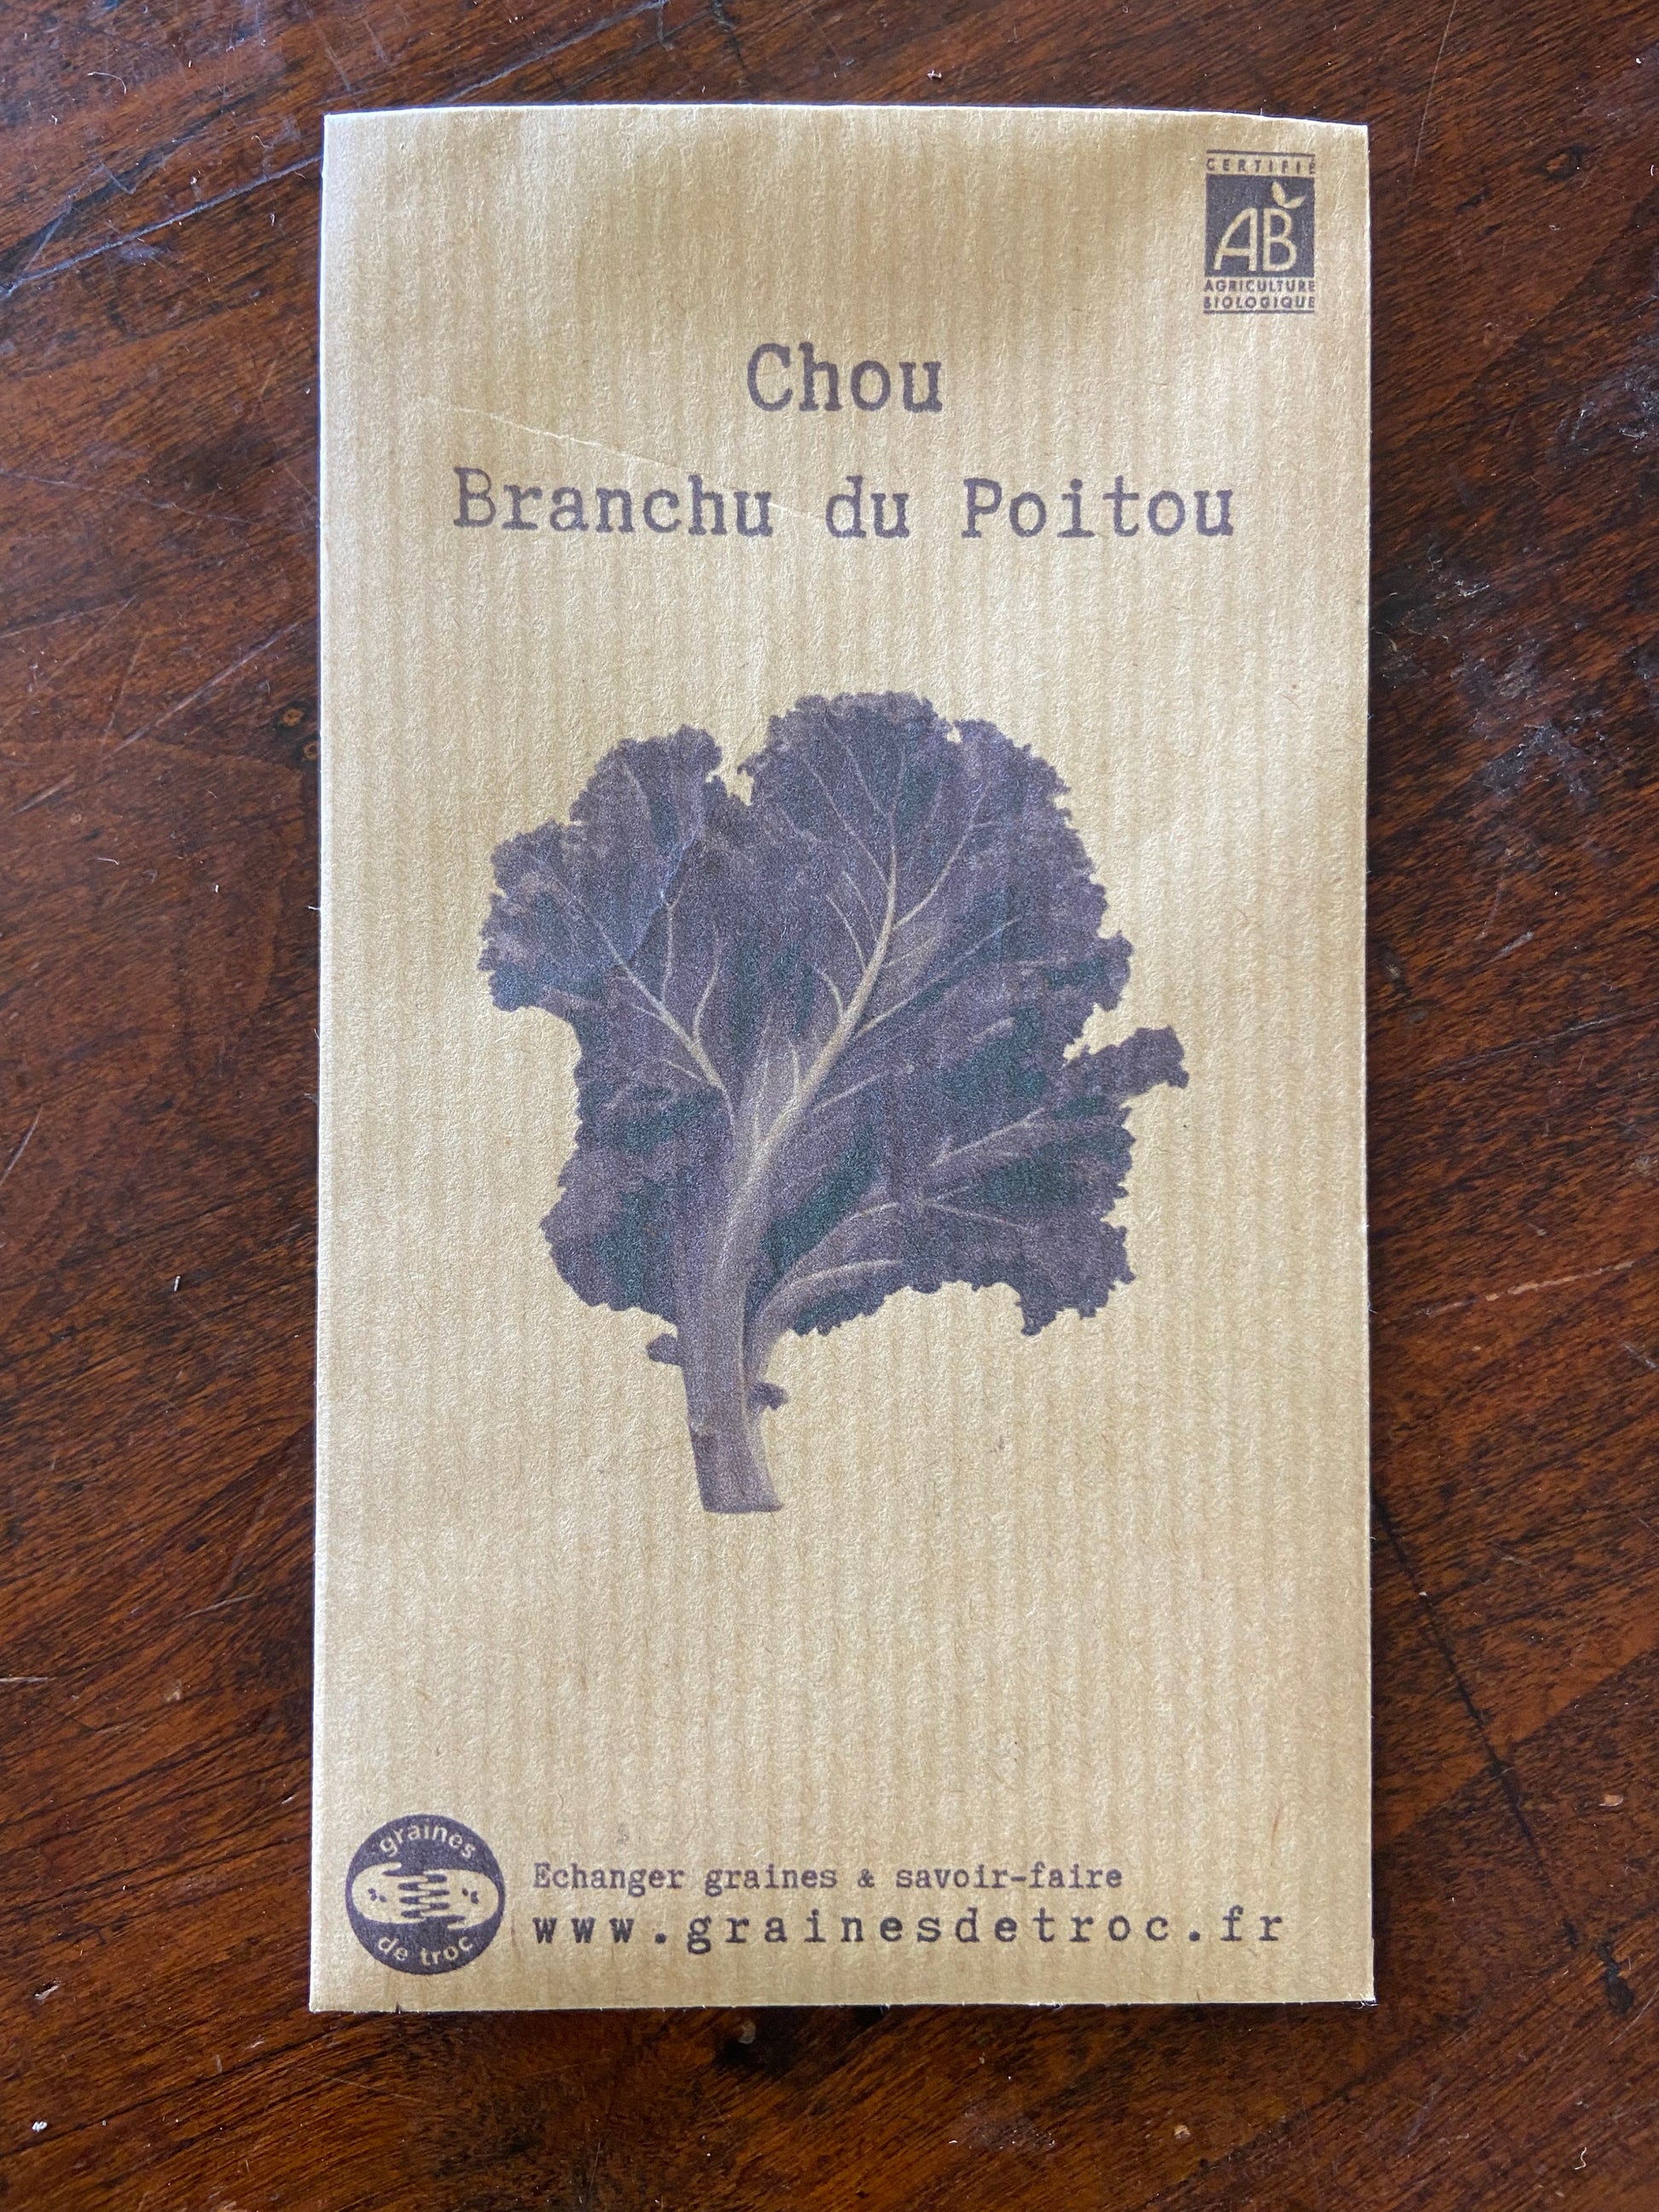 CERTIFIÉ
AB
AGRICULTURE
BIOLOGIQUE
Chou
Branchu du Poitou
graines
de troc
Echanger graines & savoir-faire
www.grainesdetroc.fr